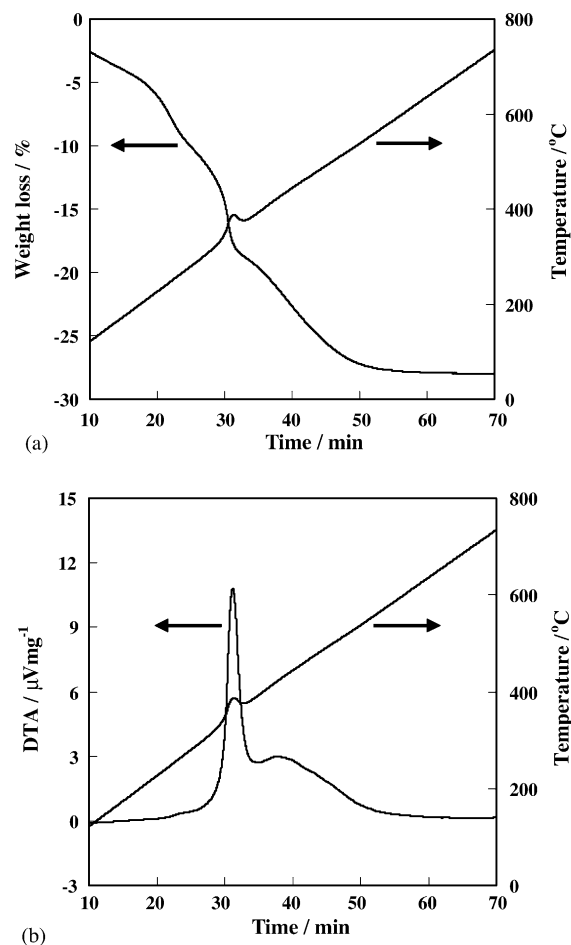 0
-5
-10
-15
-20
-25
-30
Weight loss / %
800
600
400
200
0
Temperature /°C
10 20 30 40 50 60 70
Time / min
(a)
15
12
9
6
3
0
-3
DTA / μVmg-1
800
600
400
200
0
Temperature /°C
10 20 30 40 50 60 70
Time / min
(b)